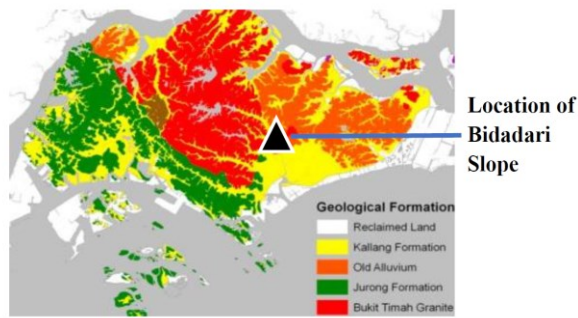 Location of
Bidadari
Slope
Geological Formation
Reclaimed Land
Kallang Formation
Old Alluvium
Jurong Formation
Bukit Timah Granite